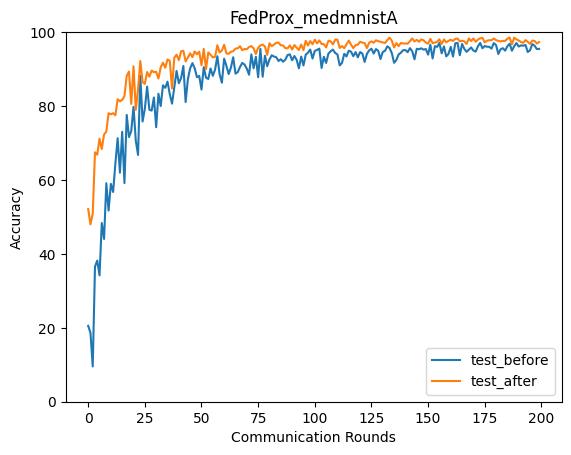 FedProx_medmnistA
100
80
60
40
20
0
Accuracy
0 25 50 75 100 125 150 175 200
Communication Rounds
test_before
test_after